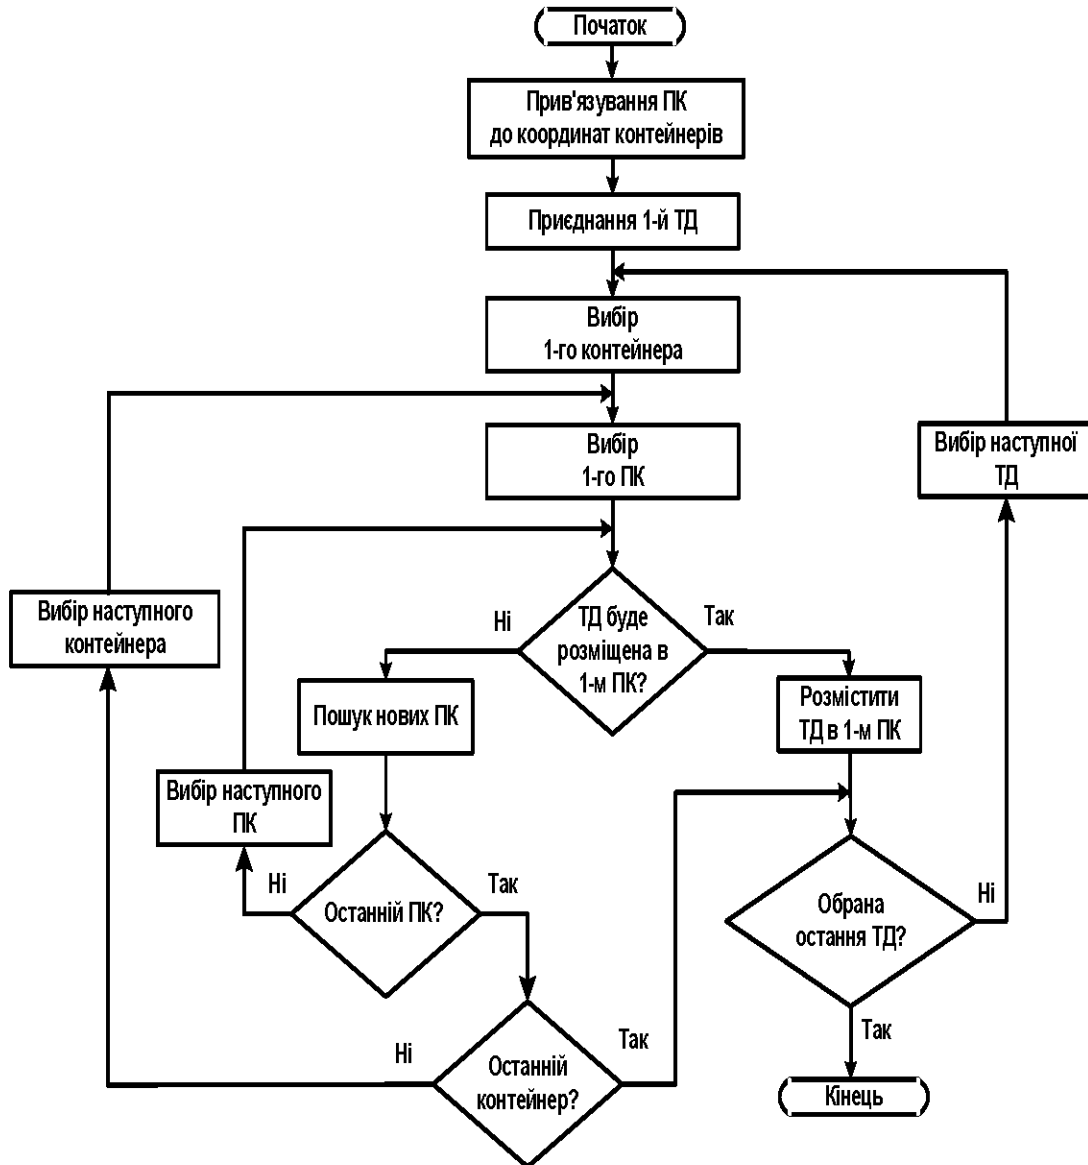 Початок
Прив'язування ПК
до координат контейнерів
Приєднання 1-й ТД
Вибір
1-го контейнера
Вибір
1-го ПК
Вибір наступної
ТД
Вибір наступного
контейнера
Ні
ТД буде
розміщена в
1-м ПК?
Так
Пошук нових ПК
Розмістити
ТД в 1-м ПК
Вибір наступного
ПК
Ні
Останній ПК?
Так
Обрана
остання ТД?
Ні
Ні
Останній
контейнер?
Так
Так
Кінець